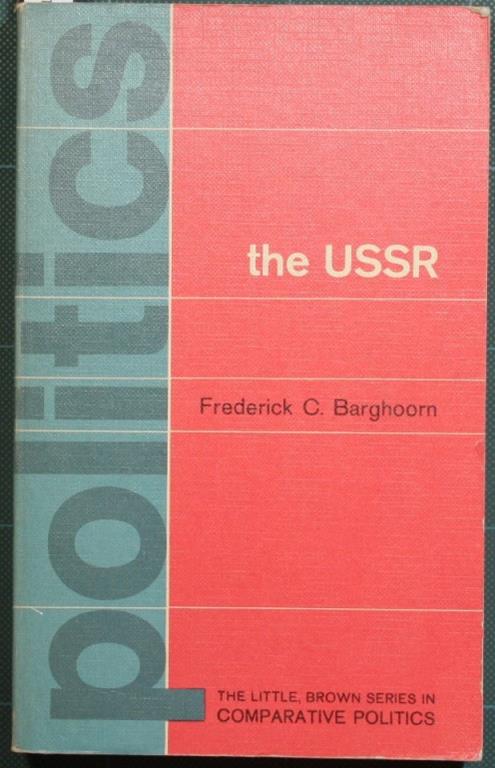 politics
the USSR
Frederick C. Barghoorn
THE LITTLE, BROWN SERIES IN
COMPARATIVE POLITICS